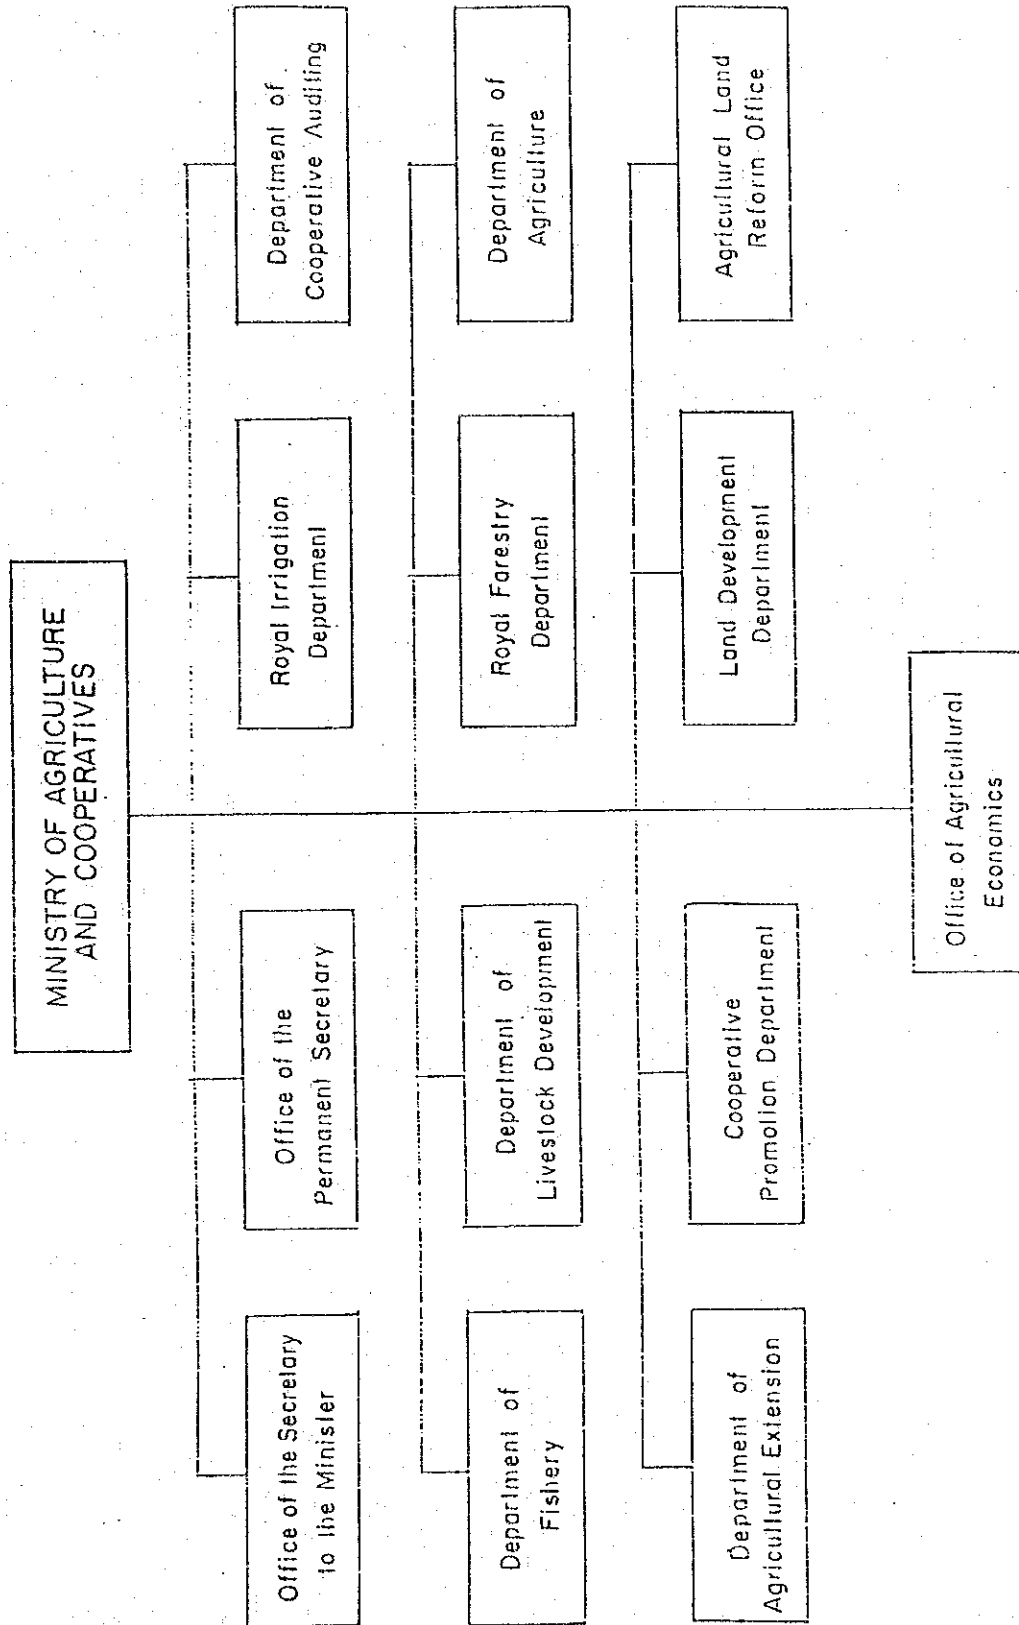 MINISTRY OF AGRICULTURE
AND COOPERATIVES
Office of the Secretary
to the Minister
Office of the
Permanent Secretary
Royal Irrigation
Department
Department of
Cooperative Auditing
Department of
Fishery
Department of
Livestock Development
Royal Farestry
Department
Department of
Agriculture
Department of
Agricultural Extension
Cooperative
Promotion Department
Land Development
Department
Agricultural Land
Reform Office
Office of Agricultural
Economics